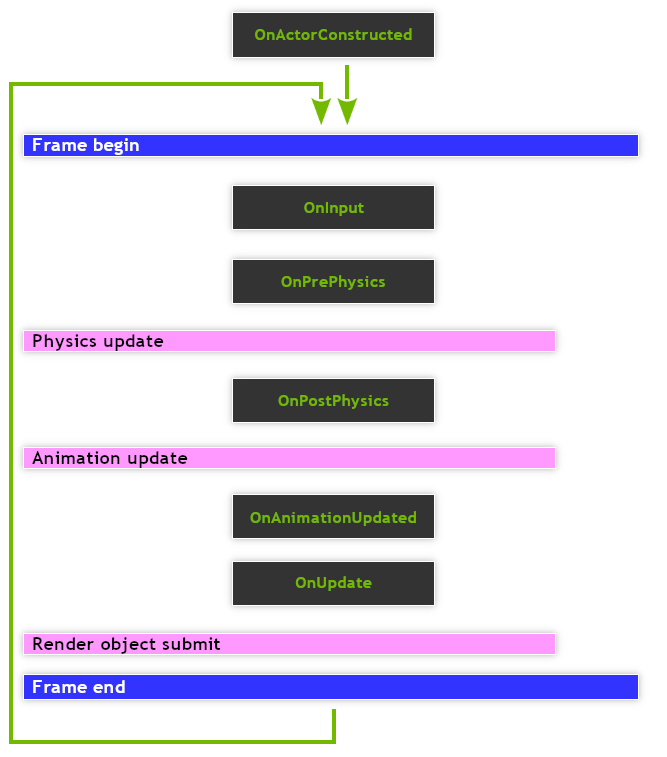 OnActorConstructed
Frame begin
OnInput
OnPrePhysics
Physics update
OnPostPhysics
Animation update
OnAnimationUpdated
OnUpdate
Render object submit
Frame end